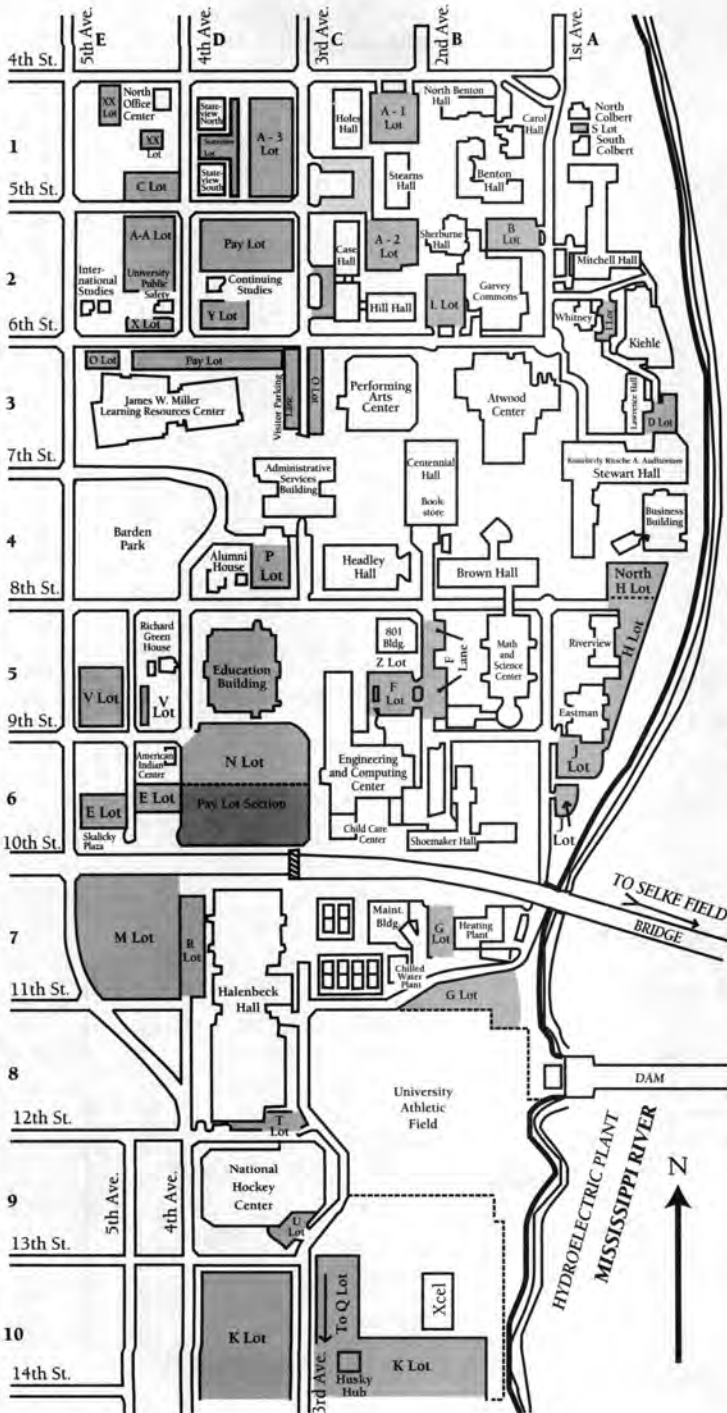 E
D
C
B
A
5th Ave.
4th Ave.
3rd Ave.
2nd Ave.
1st Ave.
4th St.
XX
Lot
North
Office
Center
State-
view
North
A - 3
Lot
Holes
Hall
A - 1
Lot
North Benton
Hall
Carol
Hall
North
Colbert
S Lot
South
Colbert
1
XX
Lot
Lot
State-
view
South
Stearns
Hall
Benton
Hall
5th St.
C Lot
A-A Lot
Pay Lot
Case
Hall
A - 2
Lot
Sherburne
Hall
B
Lot
Mitchell Hall
2
Inter-
national
Studies
University
Public
Safety
Continuing
Studies
Hill Hall
L Lot
Garvey
Commons
Whitney
Kiehle
6th St.
X Lot
Y Lot
O Lot
Pay Lot
Visitor Parking
Lane
O Lot
3
James W. Miller
Learning Resources Center
Performing
Arts
Center
Atwood
Center
Lawrence Hall
D Lot
7th St.
Administrative
Services
Building
Centennial
Hall
Book-
store
Kimberly Ritsche A. Auditorium
Stewart Hall
Business
Building
4
Barden
Park
Alumni
House
P
Lot
Headley
Hall
Brown Hall
North
H Lot
8th St.
Richard
Green
House
801
Bldg.
Z Lot
F
Lane
Math
and
Science
Center
Riverview
H Lot
5
V Lot
V
Lot
Education
Building
F
Lot
Eastman
9th St.
American
Indian
Center
N Lot
Engineering
and Computing
Center
J
Lot
6
E Lot
E Lot
Pay Lot Section
Skalicky
Plaza
Child Care
Center
Shoemaker Hall
J
Lot
10th St.
TO SELKE FIELD
BRIDGE
7
M Lot
R
Lot
Maint.
Bldg.
G
Lot
Heating
Plant
Chilled
Water
Plant
11th St.
Halenbeck
Hall
G Lot
8
University
Athletic
Field
DAM
12th St.
T
Lot
5th Ave.
4th Ave.
National
Hockey
Center
HYDROELECTRIC PLANT
MISSISSIPPI RIVER
N
9
U
Lot
13th St.
To Q Lot
Xcel
10
K Lot
3rd Ave.
Husky
Hub
K Lot
14th St.